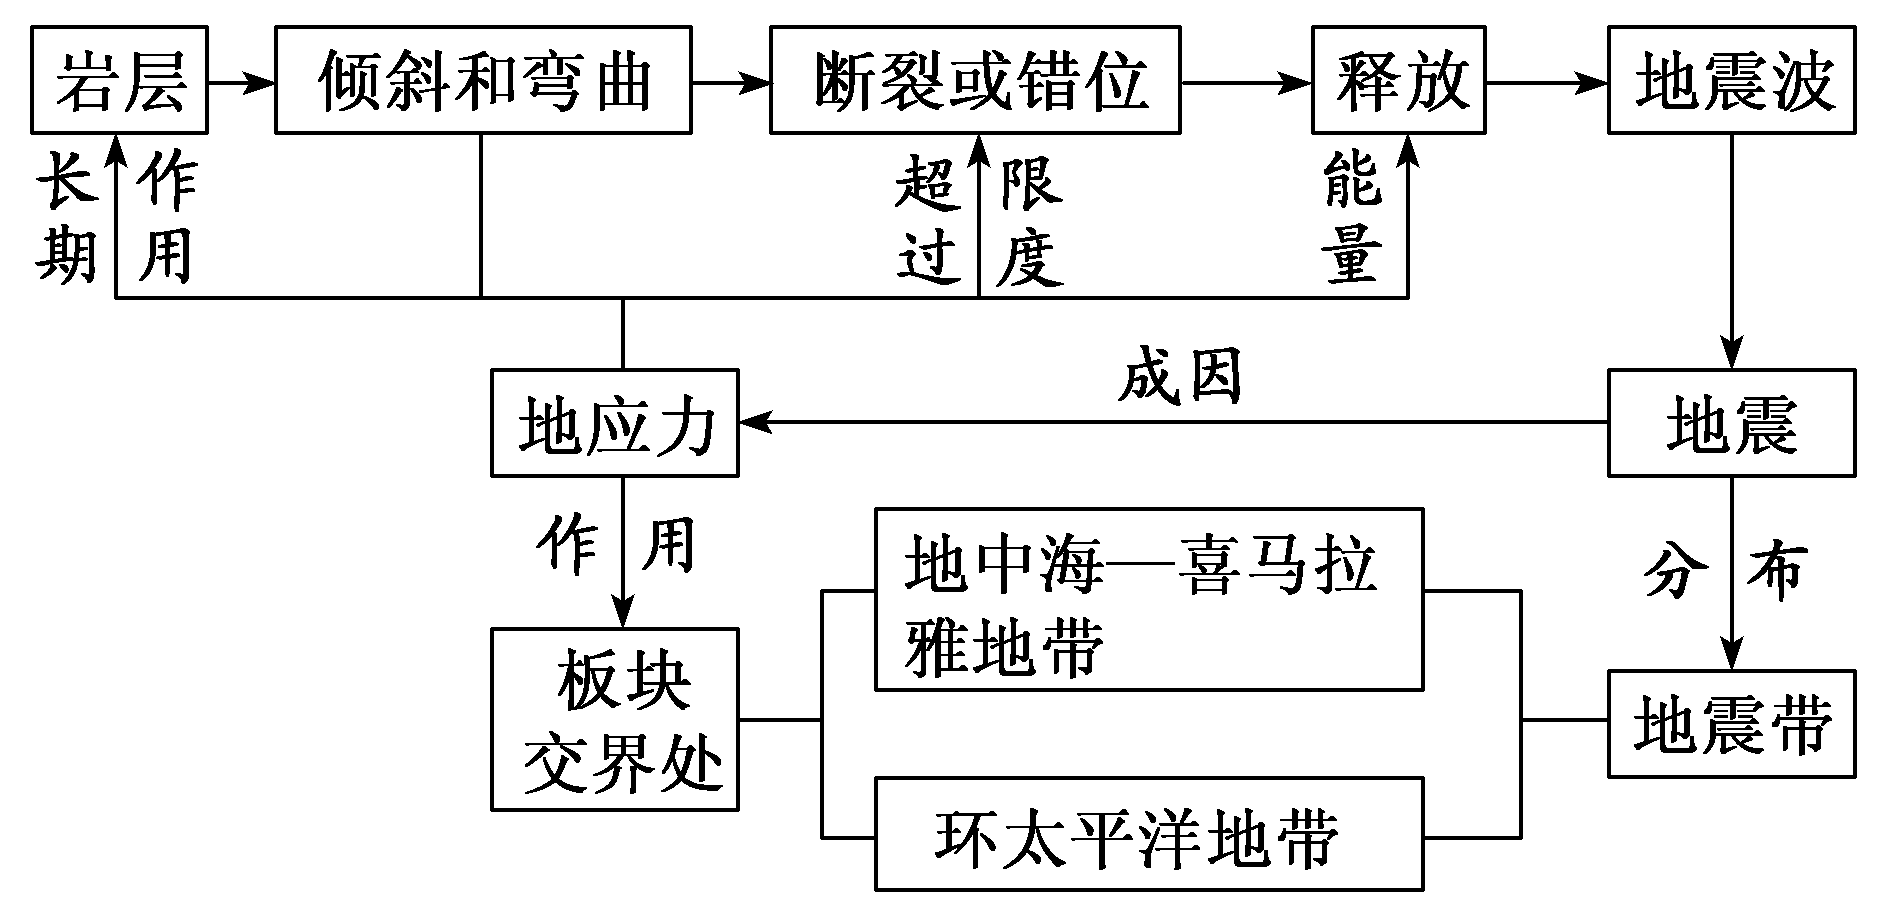 岩层
倾斜和弯曲
断裂或错位
释放
地震波
长期
作用
超过
限度
能量
成因
地应力
地震
作用
分布
地中海—喜马拉
雅地带
板块
交界处
地震带
环太平洋地带